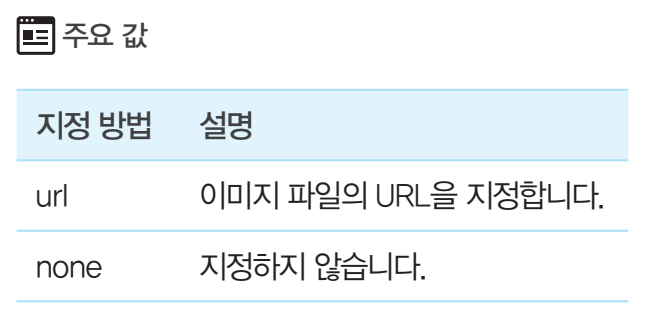 주요 값
지정 방법 설명
url 이미지 파일의 URL을 지정합니다.
none 지정하지 않습니다.